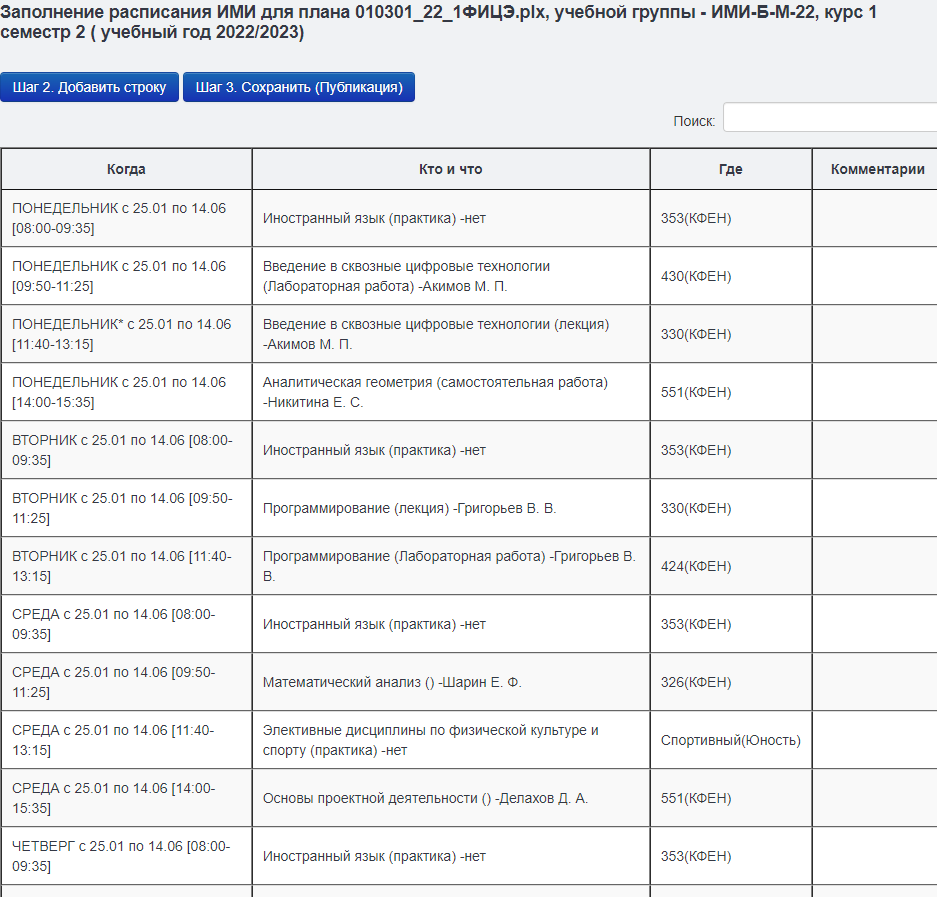 Заполнение расписания ИМИ для плана 010301_22_1ФИЦЭ.plx, учебной группы - ИМИ-Б-М-22, курс 1
семестр 2 ( учебный год 2022/2023)
Шаг 2. Добавить строку
Шаг 3. Сохранить (Публикация)
Поиск:
Когда
Кто и что
Где
Комментарии
ПОНЕДЕЛЬНИК с 25.01 по 14.06
[08:00-09:35]
Иностранный язык (практика) -нет
353(КФЕН)
ПОНЕДЕЛЬНИК с 25.01 по 14.06
[09:50-11:25]
Введение в сквозные цифровые технологии
(Лабораторная работа) -Акимов М. П.
430(КФЕН)
ПОНЕДЕЛЬНИК* с 25.01 по 14.06
[11:40-13:15]
Введение в сквозные цифровые технологии (лекция)
-Акимов М. П.
330(КФЕН)
ПОНЕДЕЛЬНИК с 25.01 по 14.06
[14:00-15:35]
Аналитическая геометрия (самостоятельная работа)
-Никитина Е. С.
551(КФЕН)
ВТОРНИК с 25.01 по 14.06 [08:00-
09:35]
Иностранный язык (практика) -нет
353(КФЕН)
ВТОРНИК с 25.01 по 14.06 [09:50-
11:25]
Программирование (лекция) -Григорьев В. В.
330(КФЕН)
ВТОРНИК с 25.01 по 14.06 [11:40-
13:15]
Программирование (Лабораторная работа) -Григорьев В.
В.
424(КФЕН)
СРЕДА с 25.01 по 14.06 [08:00-
09:35]
Иностранный язык (практика) -нет
353(КФЕН)
СРЕДА с 25.01 по 14.06 [09:50-
11:25]
Математический анализ () -Шарин Е. Ф.
326(КФЕН)
СРЕДА с 25.01 по 14.06 [11:40-
13:15]
Элективные дисциплины по физической культуре и
спорту (практика) -нет
Спортивный(Юность)
СРЕДА с 25.01 по 14.06 [14:00-
15:35]
Основы проектной деятельности () -Делахов Д. А.
551(КФЕН)
ЧЕТВЕРГ с 25.01 по 14.06 [08:00-
09:35]
Иностранный язык (практика) -нет
353(КФЕН)